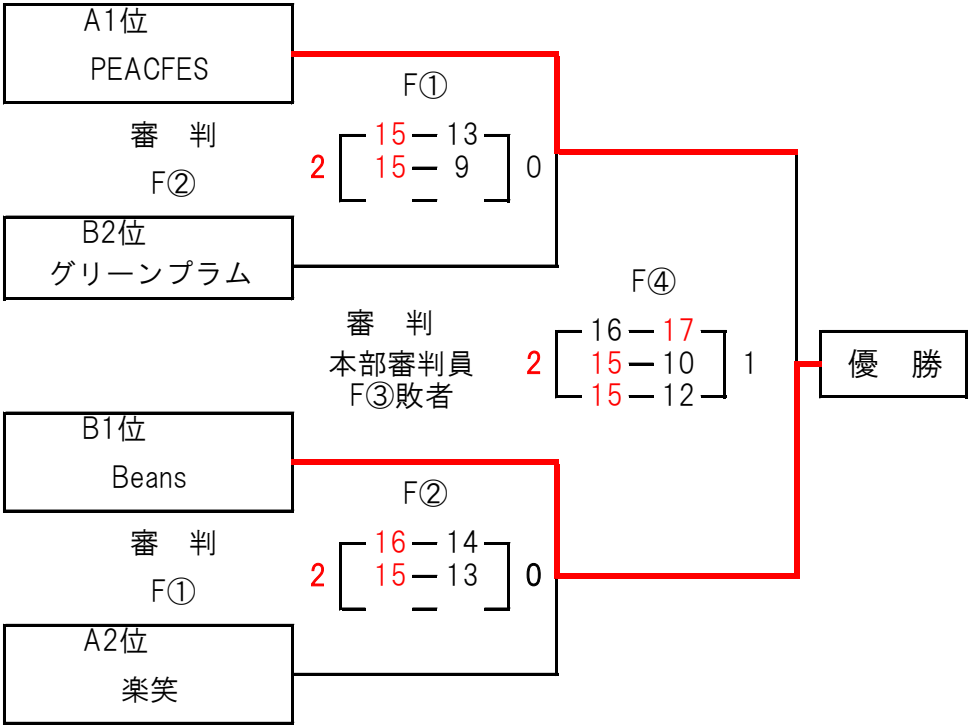 A1位
PEACFES
F①
審　判
F②
2
15 － 13
15 － 9
－
0
B2位
グリーンプラム
F④
審　判
本部審判員
F③敗者
2
16 － 17
15 － 10
15 － 12
1
優　勝
B1位
Beans
F②
審　判
F①
2
16 － 14
15 － 13
－
0
A2位
楽笑